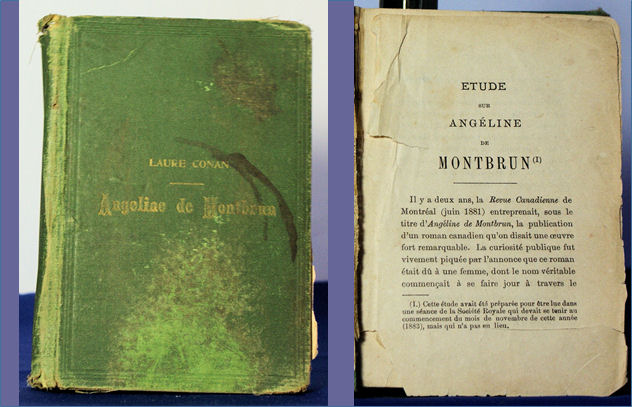 LAURE CONAN
Angeline de Montbrun
ETUDE
SUR
ANGÉLINE
DE
MONTBRUN(1)
Il y a deux ans, la Revue Canadienne de
Montréal (juin 1881) entreprenait, sous le
titre d'Angéline de Montbrun, la publication
d'un roman canadien qu'on disait une œuvre
fort remarquable. La curiosité publique fut
vivement piquée par l'annonce que ce roman
était dû à une femme, dont le nom véritable
commençait à se faire jour à travers le
(1.) Cette étude avait été préparée pour être lue dans
une séance de la Société Royale qui devait se tenir au
commencement du mois de novembre de cette année
(1883), mais qui n'a pas eu lieu.